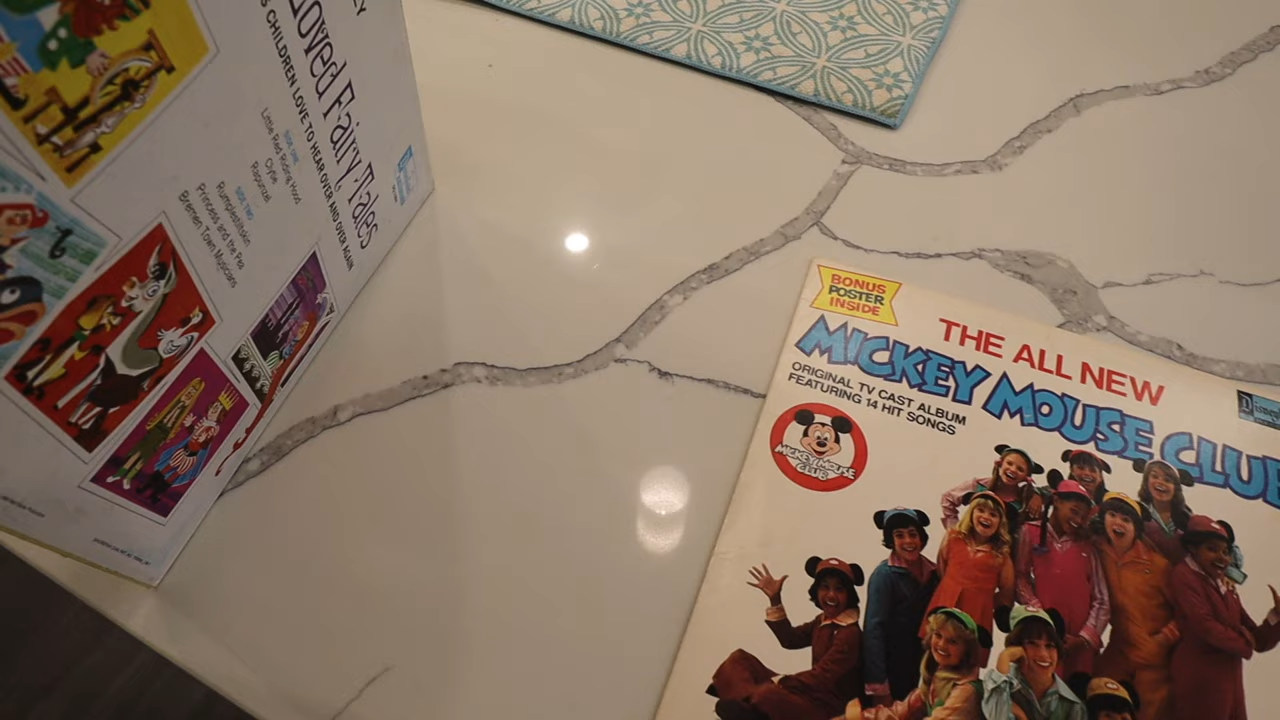 Loved Fairy Tales
CHILDREN LOVE TO HEAR OVER AND OVER AGAIN
SIDE ONE
Little Red Riding Hood
Clytie
Rapunzel
SIDE TWO
Rumplestiltskin
Princess and the Pea
Bremen Town Musicians
BONUS
POSTER
INSIDE
THE ALL NEW
MICKEY MOUSE CLUB
ORIGINAL TV CAST ALBUM
FEATURING 14 HIT SONGS
MICKEY MOUSE
CLUB